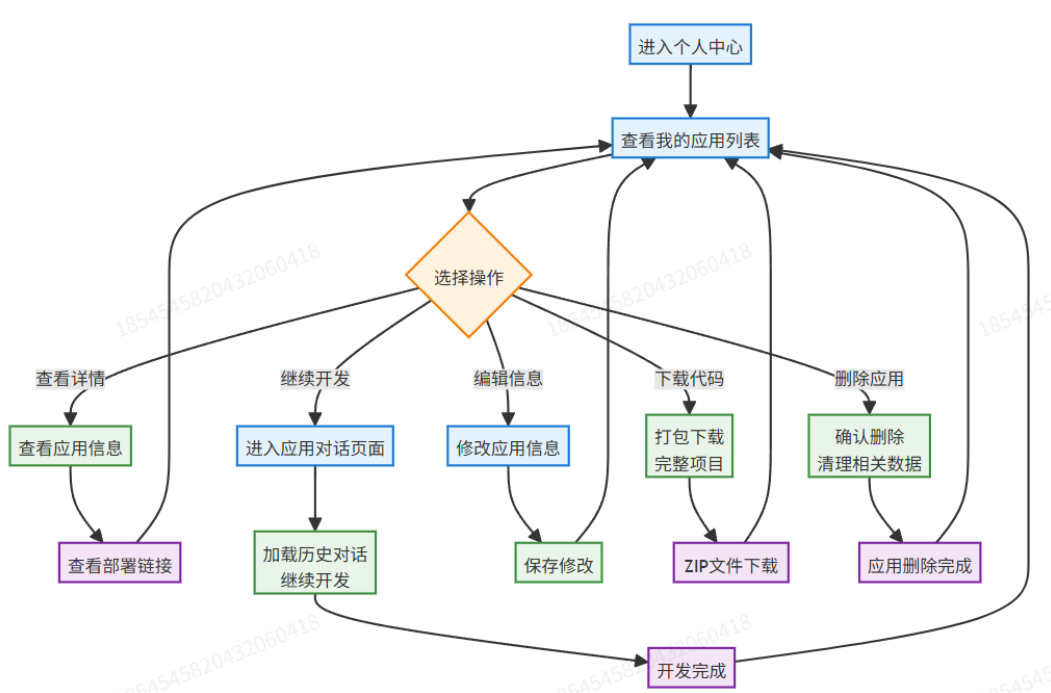 进入个人中心
查看我的应用列表
选择操作
查看详情
继续开发
编辑信息
下载代码
删除应用
查看应用信息
进入应用对话页面
修改应用信息
打包下载
完整项目
确认删除
清理相关数据
查看部署链接
加载历史对话
继续开发
保存修改
ZIP文件下载
应用删除完成
开发完成
1854545820432060418
1854545820432060418
1854545820432060418
1854545820432060418